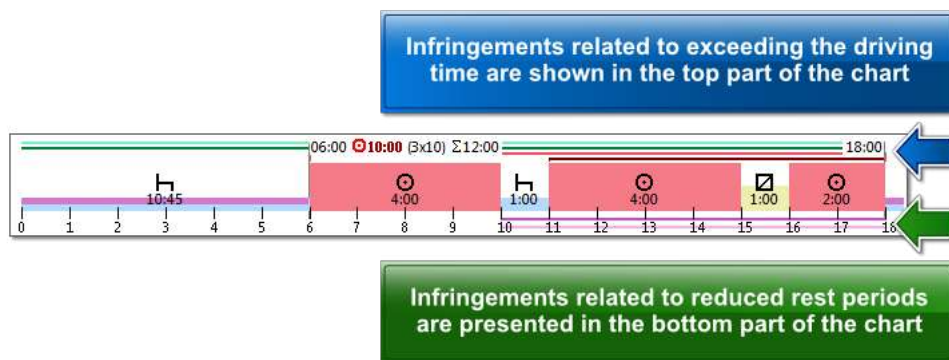 Infringements related to exceeding the driving
time are shown in the top part of the chart
06:00 10:00 (3x10) Σ12:00 18:00
10:45 4:00 1:00 4:00 1:00 2:00
0 1 2 3 4 5 6 7 8 9 10 11 12 13 14 15 16 17 18
Infringements related to reduced rest periods
are presented in the bottom part of the chart